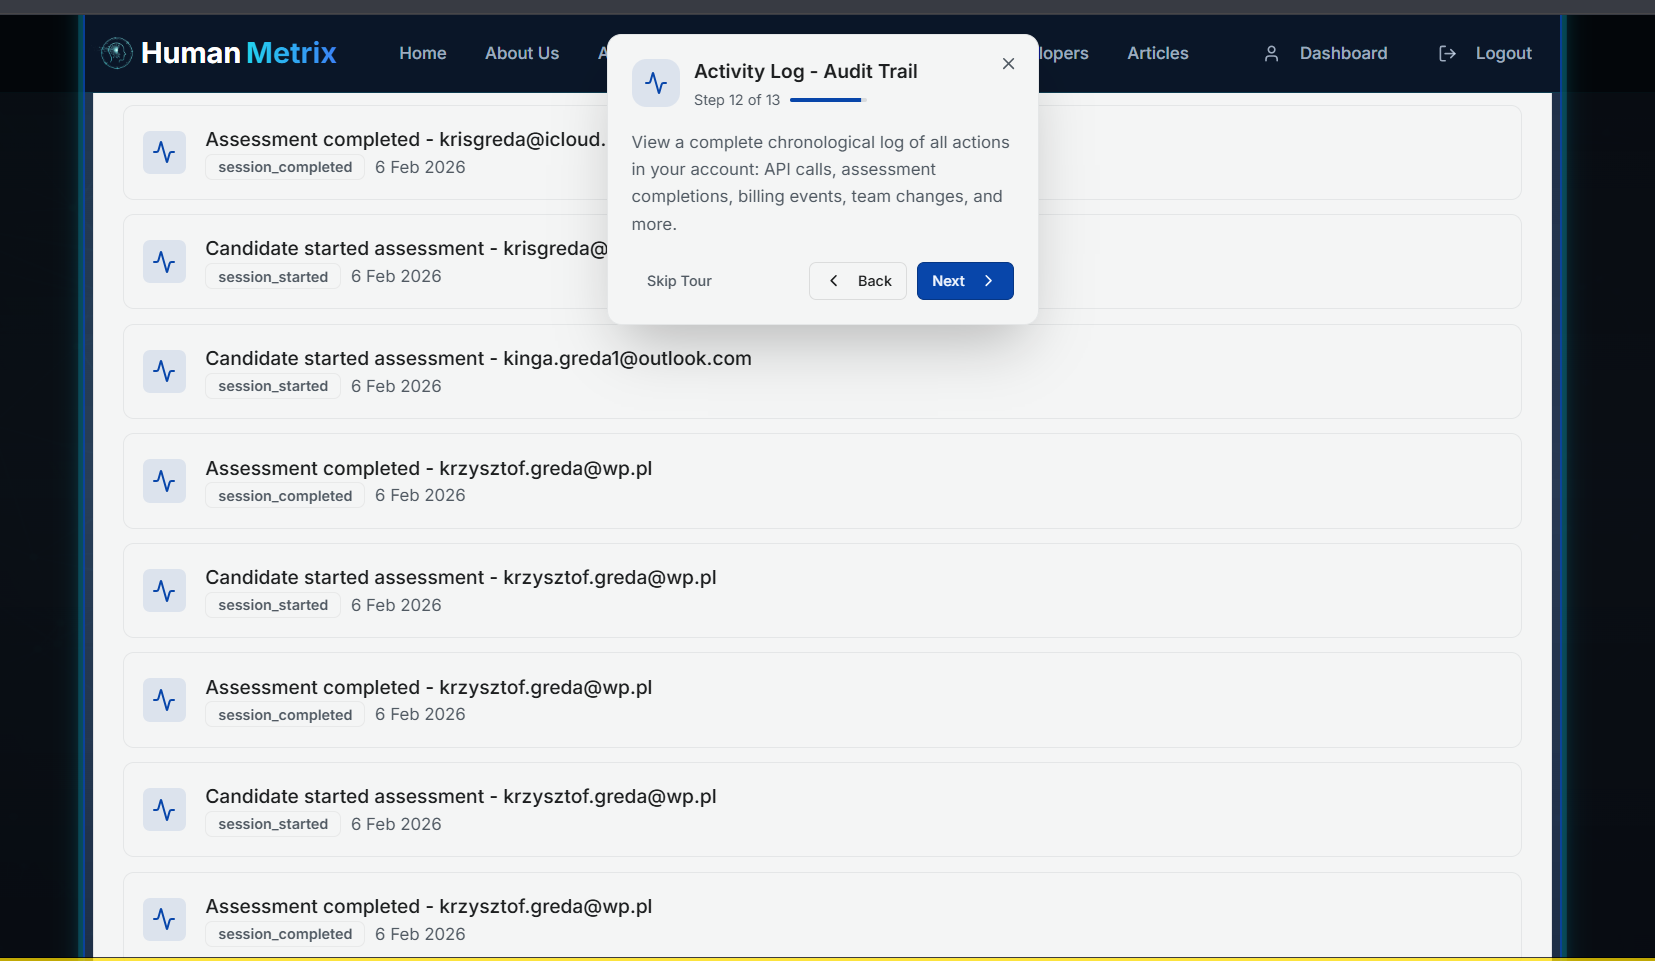 Human Metrix
Home
About Us
A
lopers
Articles
Dashboard
Logout
Activity Log - Audit Trail
Step 12 of 13
View a complete chronological log of all actions
in your account: API calls, assessment
completions, billing events, team changes, and
more.
Skip Tour
Back
Next
Assessment completed - krisgreda@icloud.
session_completed 6 Feb 2026
Candidate started assessment - krisgreda@
session_started 6 Feb 2026
Candidate started assessment - kinga.greda1@outlook.com
session_started 6 Feb 2026
Assessment completed - krzysztof.greda@wp.pl
session_completed 6 Feb 2026
Candidate started assessment - krzysztof.greda@wp.pl
session_started 6 Feb 2026
Assessment completed - krzysztof.greda@wp.pl
session_completed 6 Feb 2026
Candidate started assessment - krzysztof.greda@wp.pl
session_started 6 Feb 2026
Assessment completed - krzysztof.greda@wp.pl
session_completed 6 Feb 2026